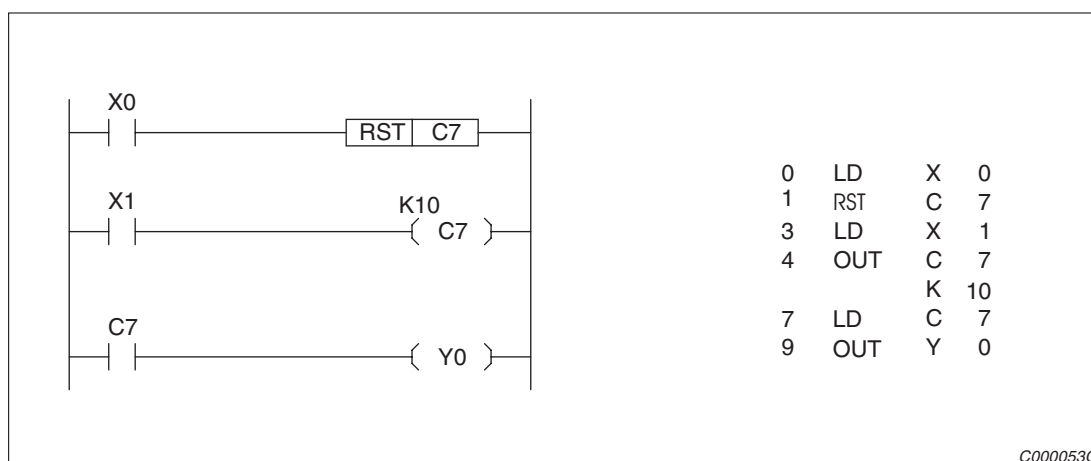 X0
RST C7
X1
K10
C7
C7
Y0
0 LD X 0
1 RST C 7
3 LD X 1
4 OUT C 7
K 10
7 LD C 7
9 OUT Y 0